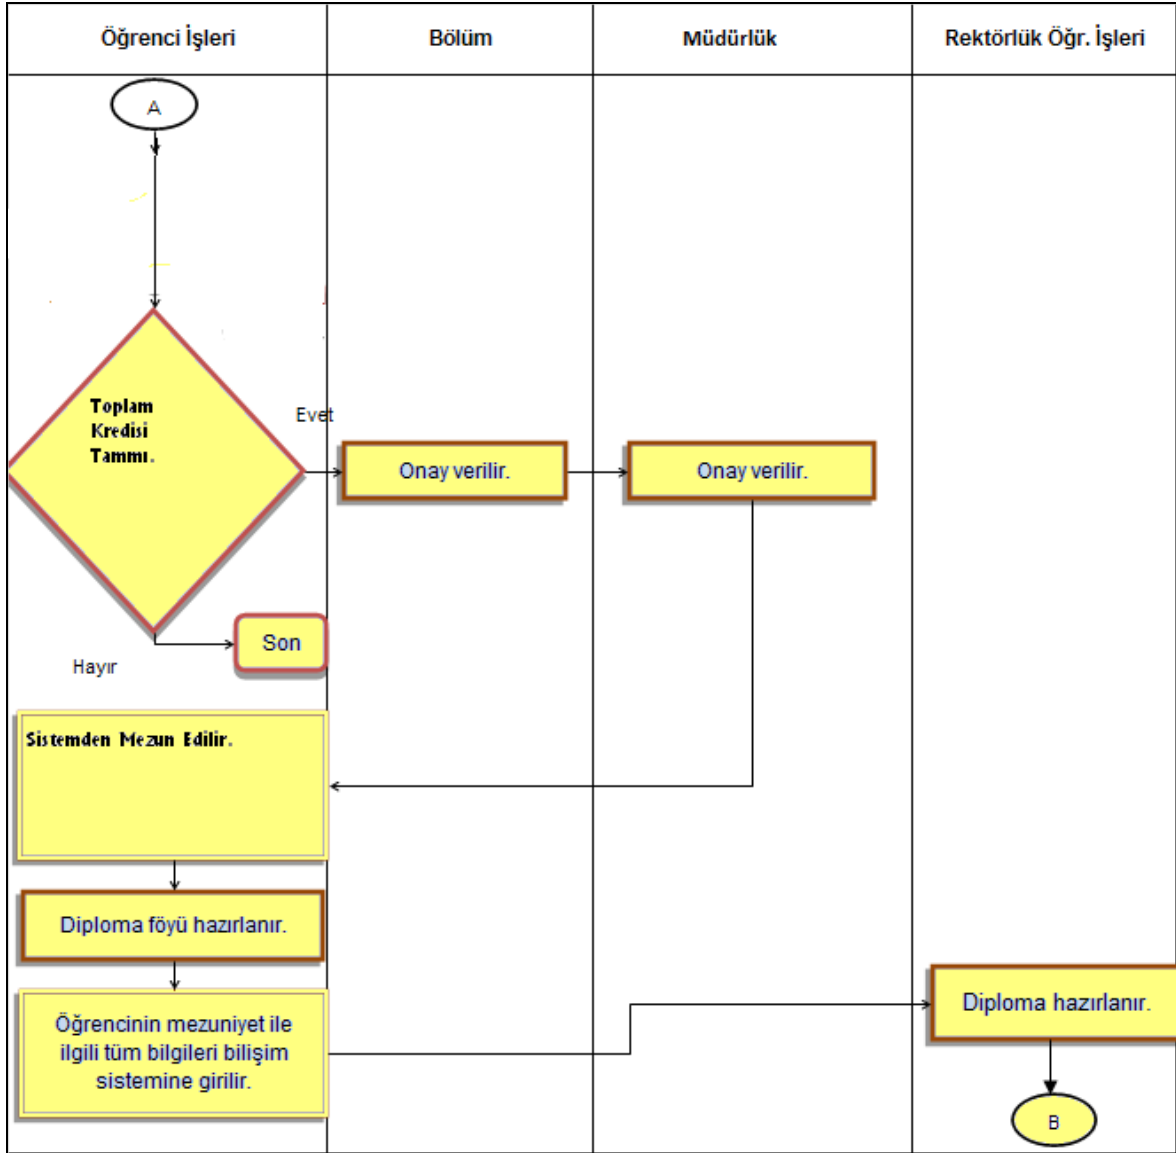 Öğrenci İşleri
Bölüm
Müdürlük
Rektörlük Öğr. İşleri
A
Toplam
Kredisi
Tammı.
Evet
Onay verilir.
Onay verilir.
Son
Hayır
Sistemden Mezun Edilir.
Diploma föyü hazırlanır.
Öğrencinin mezuniyet ile
ilgili tüm bilgileri bilişim
sistemine girilir.
Diploma hazırlanır.
B